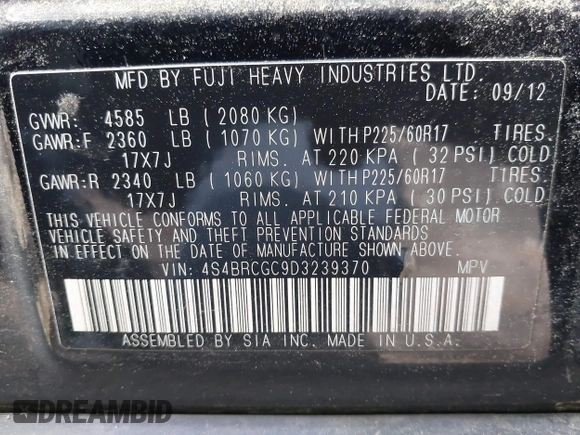 MFD BY FUJI HEAVY INDUSTRIES LTD.
DATE: 09/12
GVWR: 4585 LB ( 2080 KG)
GAWR:F 2360 LB ( 1070 KG) WITH P225/60R17 TIRES.
17X7J RIMS. AT 220 KPA ( 32 PSI) COLD
GAWR:R 2340 LB ( 1060 KG) WITH P225/60R17 TIRES.
17X7J RIMS. AT 210 KPA ( 30 PSI) COLD
THIS VEHICLE CONFORMS TO ALL APPLICABLE FEDERAL MOTOR
VEHICLE SAFETY AND THEFT PREVENTION STANDARDS
IN EFFECT ON THE DATE OF MANUFACTURE SHOWN ABOVE.
VIN: 4S4BRCGC9D3239370 MPV
ASSEMBLED BY SIA INC. MADE IN U.S.A.
DREAMBID